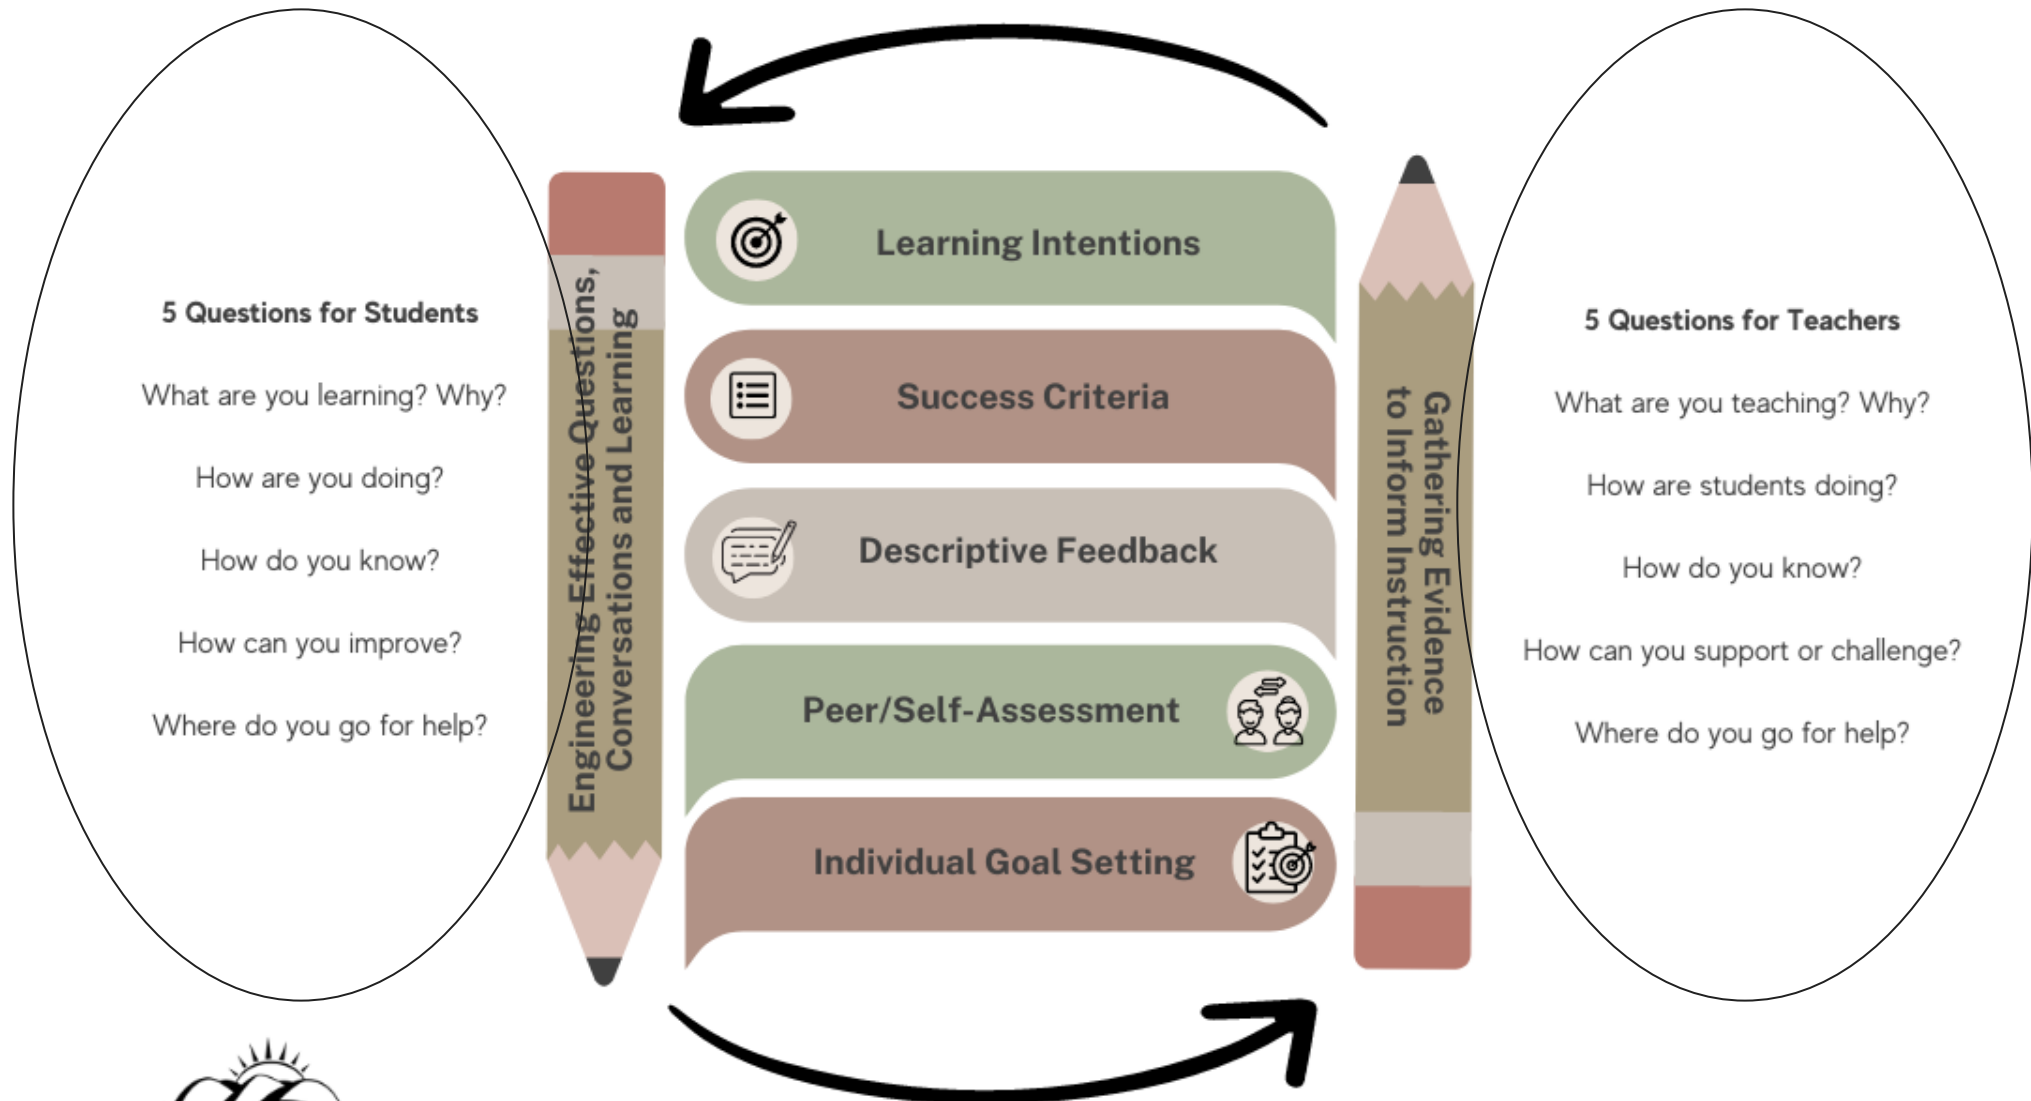 5 Questions for Students
What are you learning? Why?
How are you doing?
How do you know?
How can you improve?
Where do you go for help?
Engineering Effective Questions,
Conversations and Learning
Learning Intentions
Success Criteria
Descriptive Feedback
Peer/Self-Assessment
Individual Goal Setting
Gathering Evidence
to Inform Instruction
5 Questions for Teachers
What are you teaching? Why?
How are students doing?
How do you know?
How can you support or challenge?
Where do you go for help?